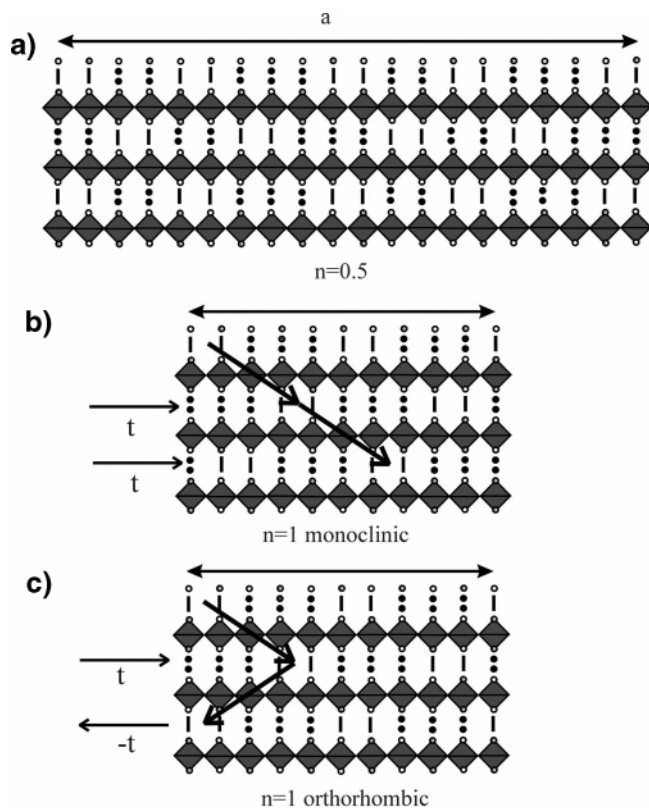 a
a)
n=0.5
b)
t
t
n=1 monoclinic
c)
t
-t
n=1 orthorhombic